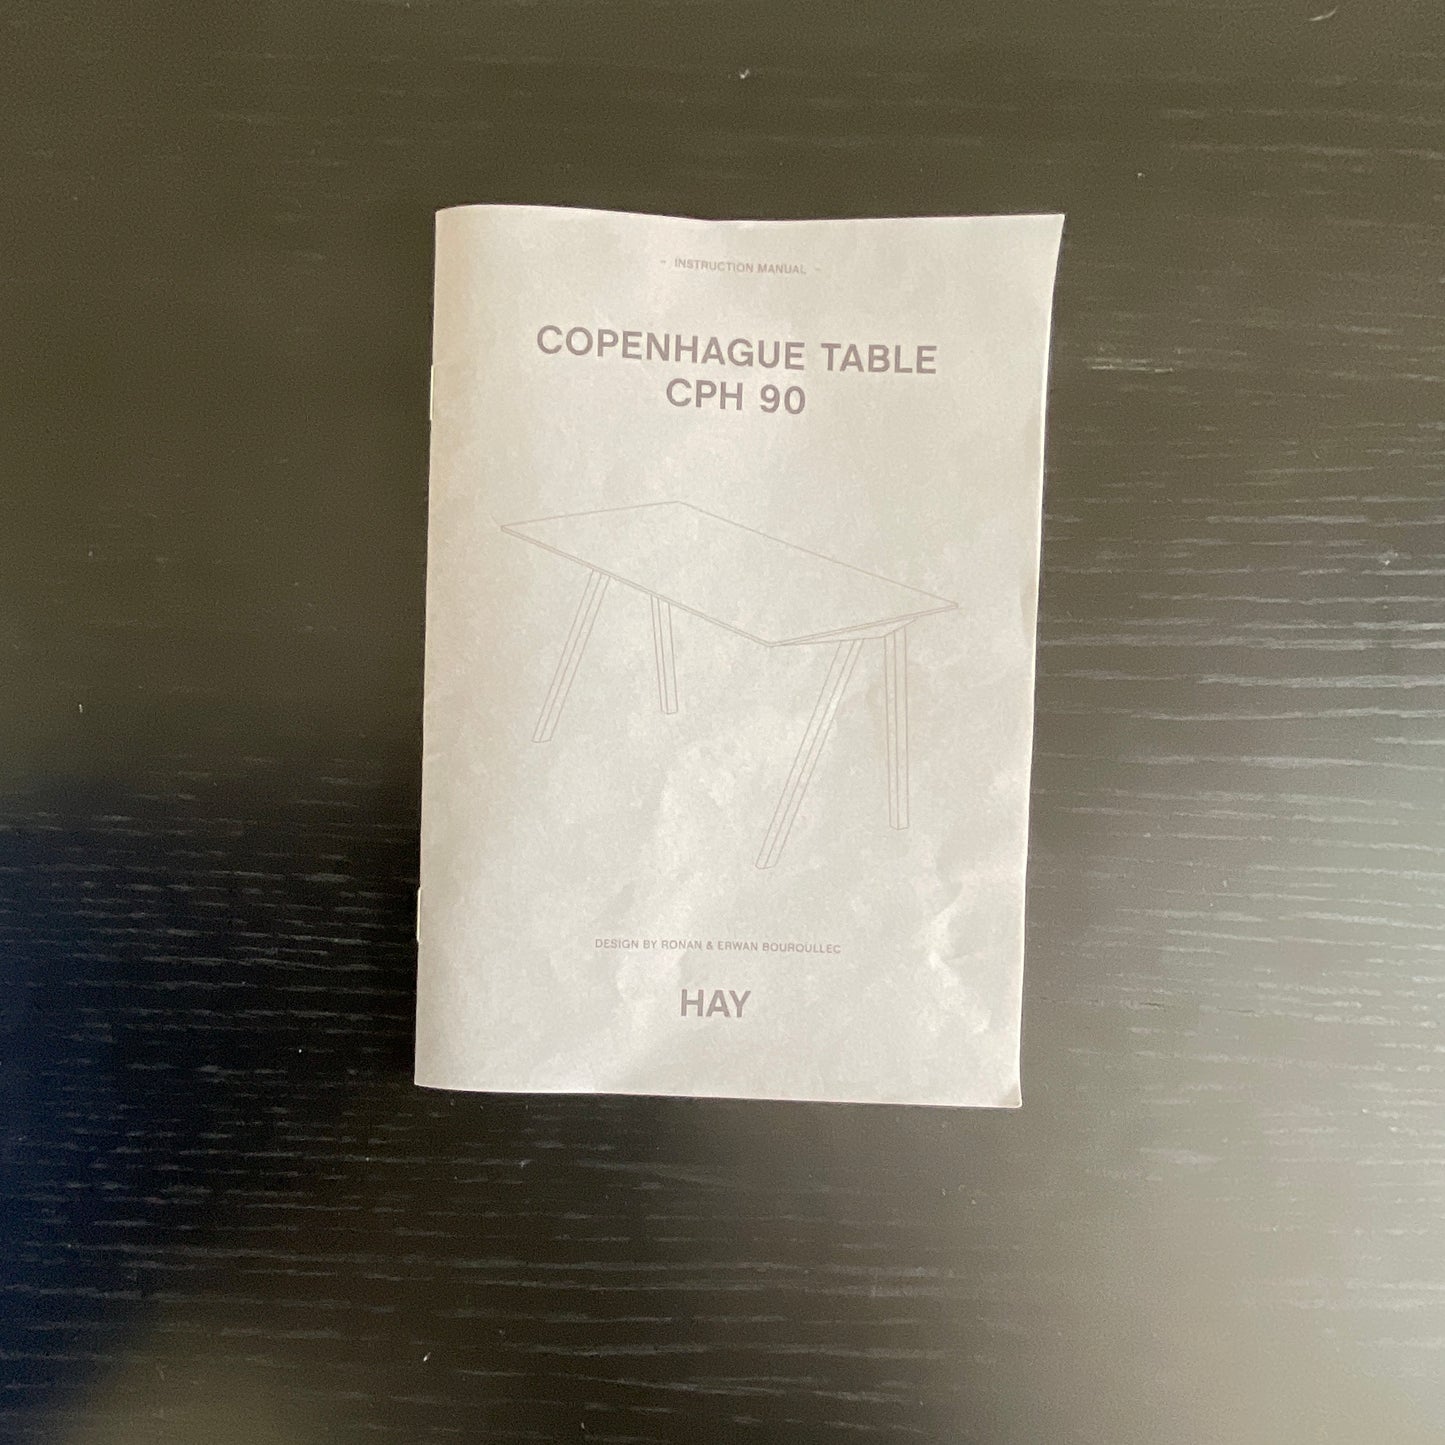 - INSTRUCTION MANUAL -
COPENHAGUE TABLE
CPH 90
DESIGN BY RONAN & ERWAN BOUROULLEC
HAY